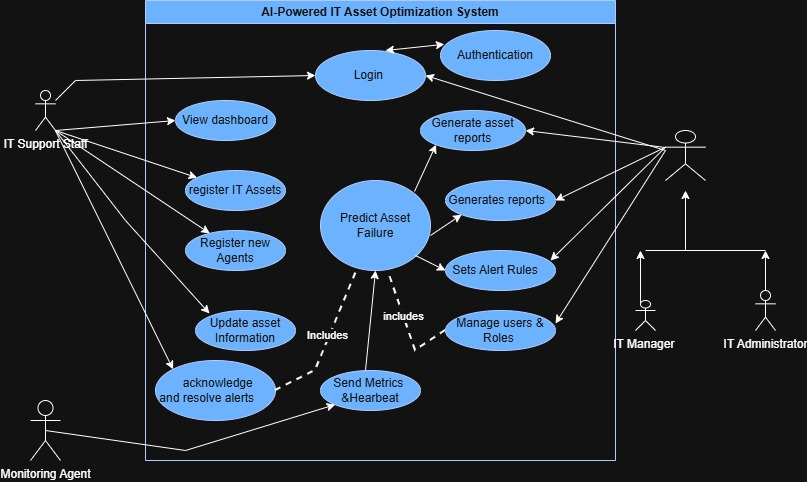 AI-Powered IT Asset Optimization System
Authentication
Login
View dashboard
Generate asset
reports
IT Support Staff
register IT Assets
Generates reports
Predict Asset
Failure
Register new
Agents
Sets Alert Rules
Update asset
Information
Includes
includes
Manage users &
Roles
IT Manager
IT Administrator
acknowledge
and resolve alerts
Send Metrics
&Hearbeat
Monitoring Agent